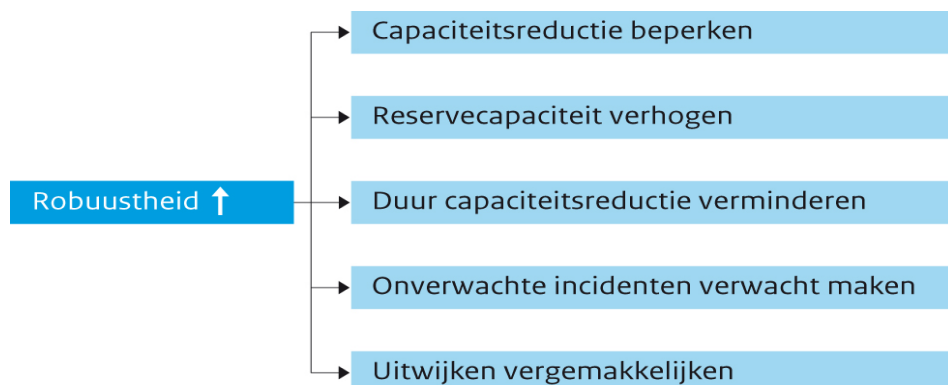 Capaciteitsreductie beperken
Reservecapaciteit verhogen
Robuustheid ↑
Duur capaciteitsreductie verminderen
Onverwachte incidenten verwacht maken
Uitwijken vergemakkelijken